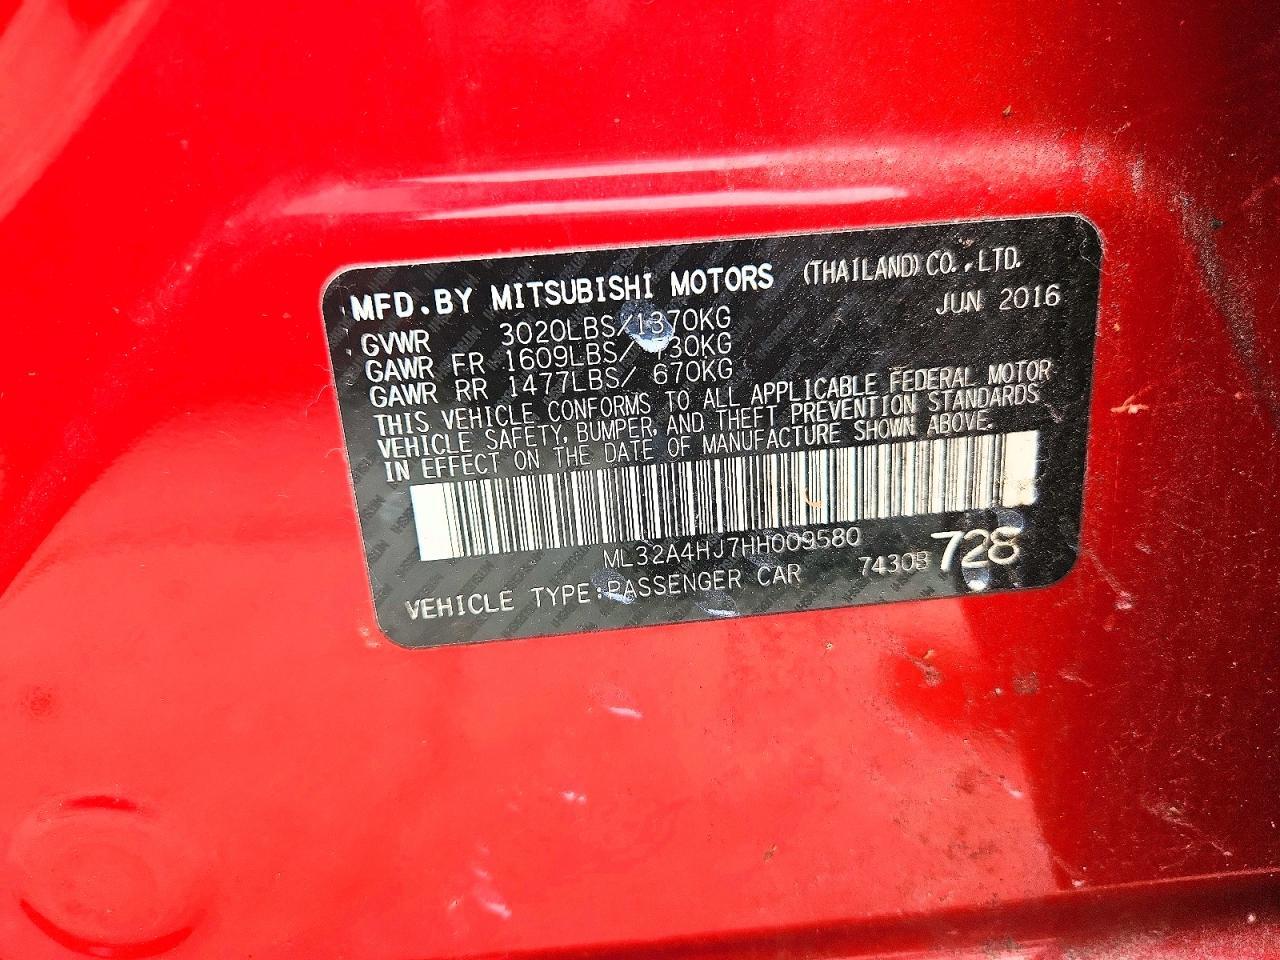 MFD.BY MITSUBISHI MOTORS (THAILAND) CO.,LTD.
JUN 2016
GVWR 3020LBS/1370KG
GAWR FR 1609LBS/ 730KG
GAWR RR 1477LBS/ 670KG
THIS VEHICLE CONFORMS TO ALL APPLICABLE FEDERAL MOTOR
VEHICLE SAFETY, BUMPER, AND THEFT PREVENTION STANDARDS
IN EFFECT ON THE DATE OF MANUFACTURE SHOWN ABOVE.
ML32A4HJ7HH009580
VEHICLE TYPE:PASSENGER CAR 7430B 728